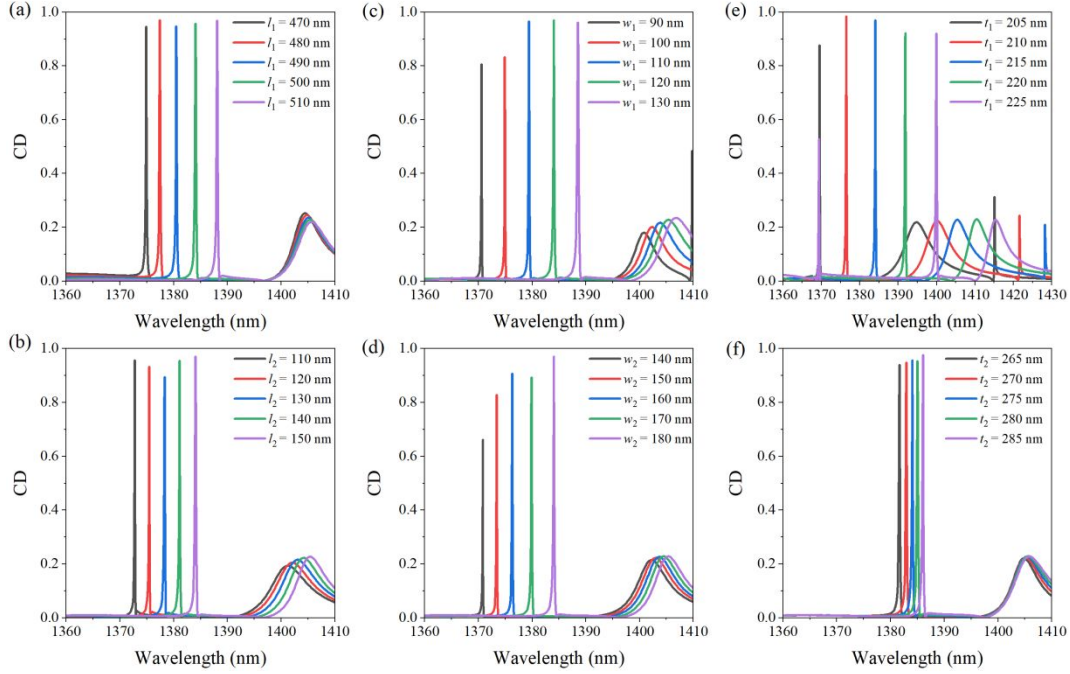 (a)
1.0
0.8
0.6
0.4
0.2
0.0
CD
l1 = 470 nm
l1 = 480 nm
l1 = 490 nm
l1 = 500 nm
l1 = 510 nm
1360 1370 1380 1390 1400 1410
Wavelength (nm)
(c)
1.0
0.8
0.6
0.4
0.2
0.0
CD
w1 = 90 nm
w1 = 100 nm
w1 = 110 nm
w1 = 120 nm
w1 = 130 nm
1360 1370 1380 1390 1400 1410
Wavelength (nm)
(e)
1.0
0.8
0.6
0.4
0.2
0.0
CD
t1 = 205 nm
t1 = 210 nm
t1 = 215 nm
t1 = 220 nm
t1 = 225 nm
1360 1370 1380 1390 1400 1410 1420 1430
Wavelength (nm)
(b)
1.0
0.8
0.6
0.4
0.2
0.0
CD
l2 = 110 nm
l2 = 120 nm
l2 = 130 nm
l2 = 140 nm
l2 = 150 nm
1360 1370 1380 1390 1400 1410
Wavelength (nm)
(d)
1.0
0.8
0.6
0.4
0.2
0.0
CD
w2 = 140 nm
w2 = 150 nm
w2 = 160 nm
w2 = 170 nm
w2 = 180 nm
1360 1370 1380 1390 1400 1410
Wavelength (nm)
(f)
1.0
0.8
0.6
0.4
0.2
0.0
CD
t2 = 265 nm
t2 = 270 nm
t2 = 275 nm
t2 = 280 nm
t2 = 285 nm
1360 1370 1380 1390 1400 1410
Wavelength (nm)